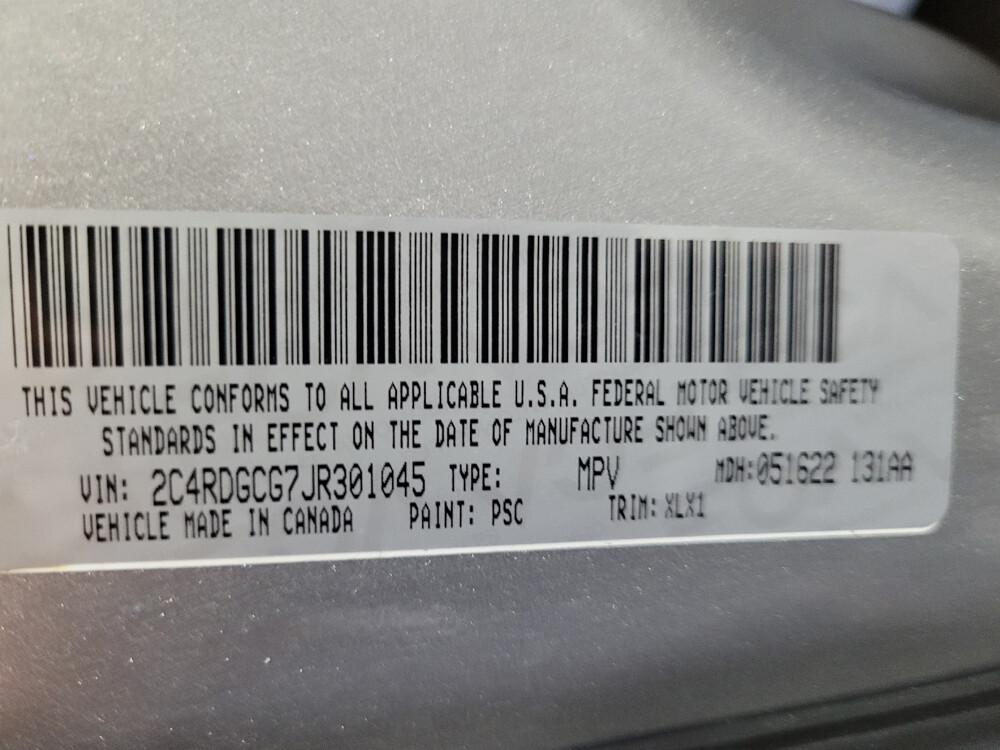 THIS VEHICLE CONFORMS TO ALL APPLICABLE U.S.A. FEDERAL MOTOR VEHICLE SAFETY
STANDARDS IN EFFECT ON THE DATE OF MANUFACTURE SHOWN ABOVE.
VIN: 2C4RDGCG7JR301045 TYPE: MPV MDH:051622 131AA
VEHICLE MADE IN CANADA PAINT: PSC TRIM: XLX1